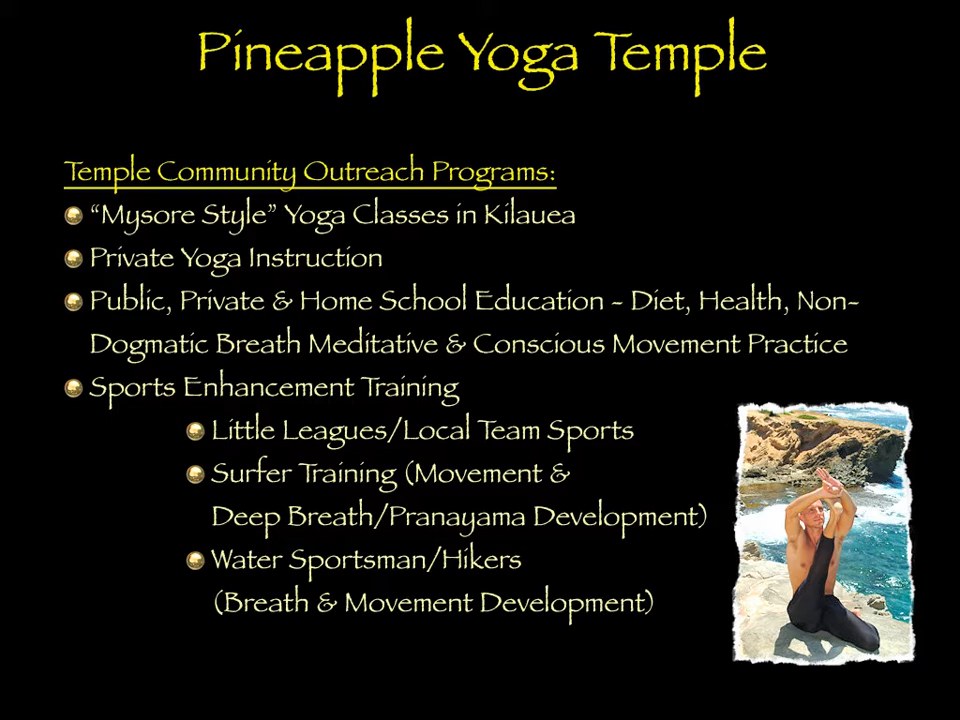 Pineapple Yoga Temple
Temple Community Outreach Programs:
“Mysore Style” Yoga Classes in Kilauea
Private Yoga Instruction
Public, Private & Home School Education - Diet, Health, Non-
Dogmatic Breath Meditative & Conscious Movement Practice
Sports Enhancement Training
Little Leagues/Local Team Sports
Surfer Training (Movement &
Deep Breath/Pranayama Development)
Water Sportsman/Hikers
(Breath & Movement Development)